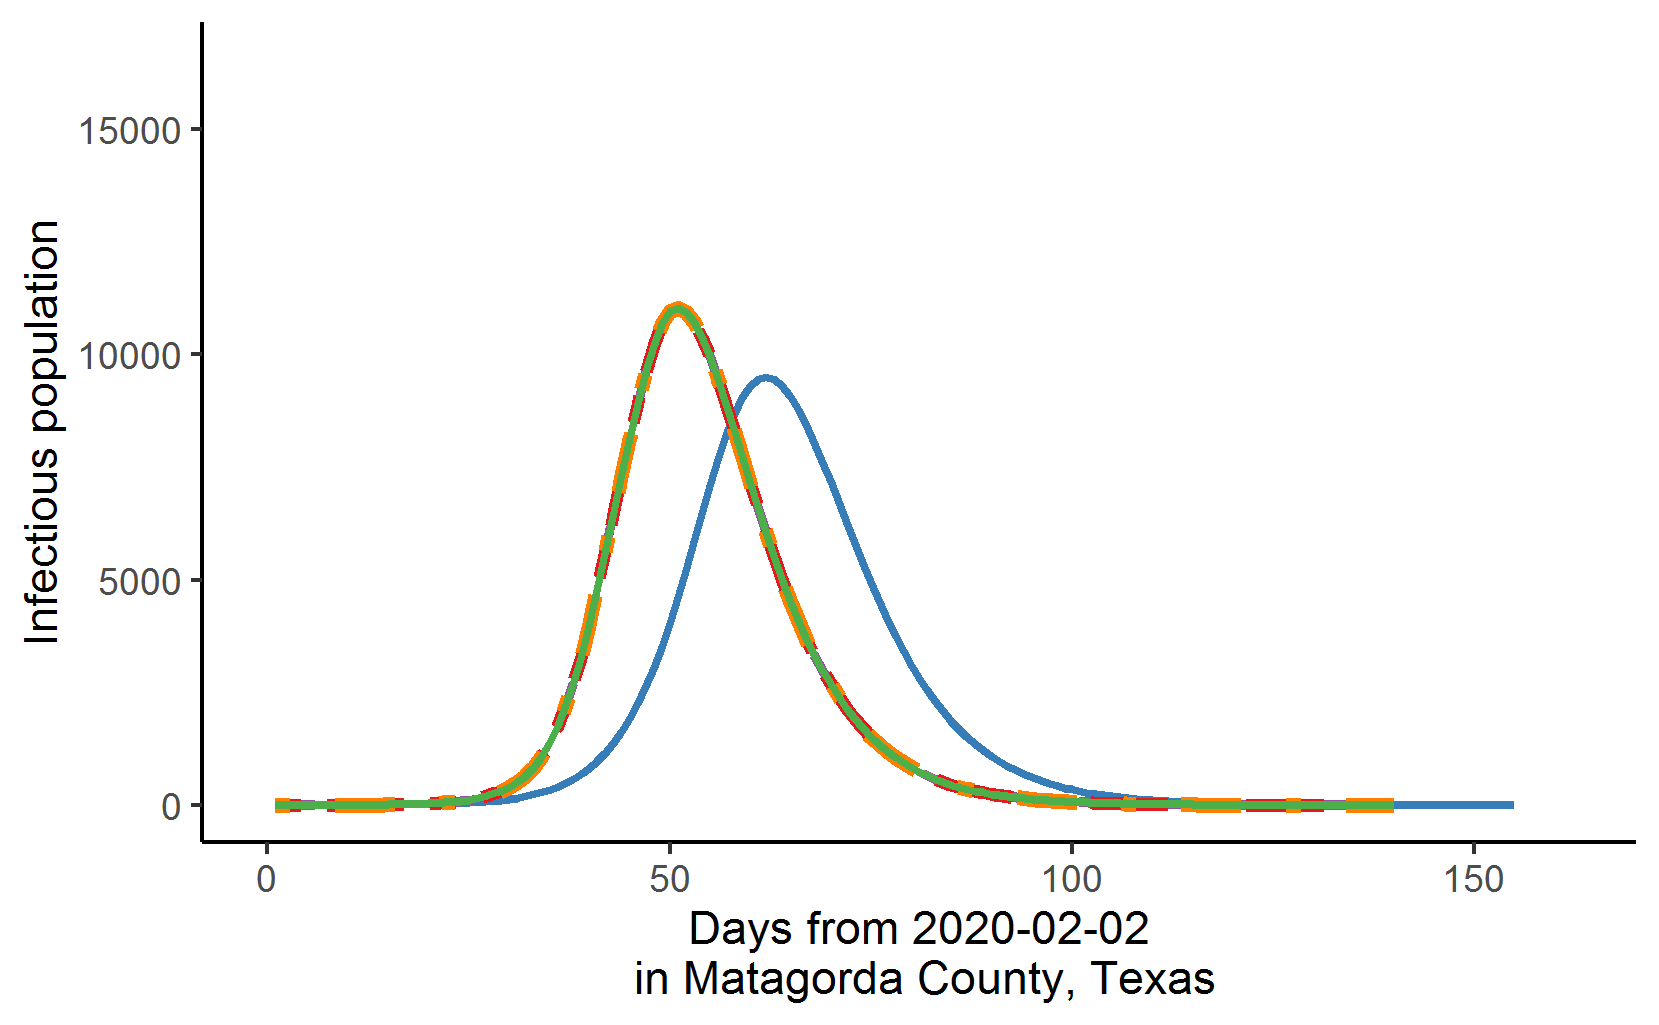 Infectious population
15000
10000
5000
0
0 50 100 150
Days from 2020-02-02
in Matagorda County, Texas